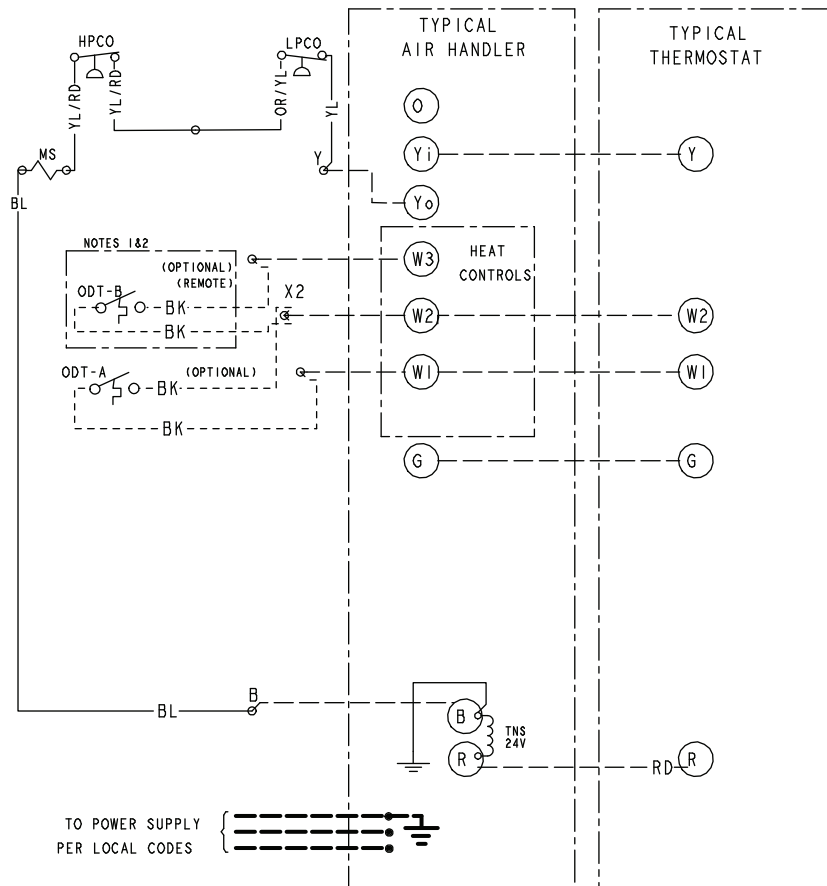 TYPICAL
AIR HANDLER
TYPICAL
THERMOSTAT
HPCO
LPCO
YL/RD
YL/RD
OR/YL
YL
O
MS
Y
Yi
Y
BL
Yo
NOTES 1&2
(OPTIONAL)
(REMOTE)
W3
HEAT
CONTROLS
ODT-B
BK
X2
BK
W2
W2
ODT-A
BK
(OPTIONAL)
W1
W1
BK
G
G
B
BL
B
TNS
24V
R
RD
R
TO POWER SUPPLY
PER LOCAL CODES